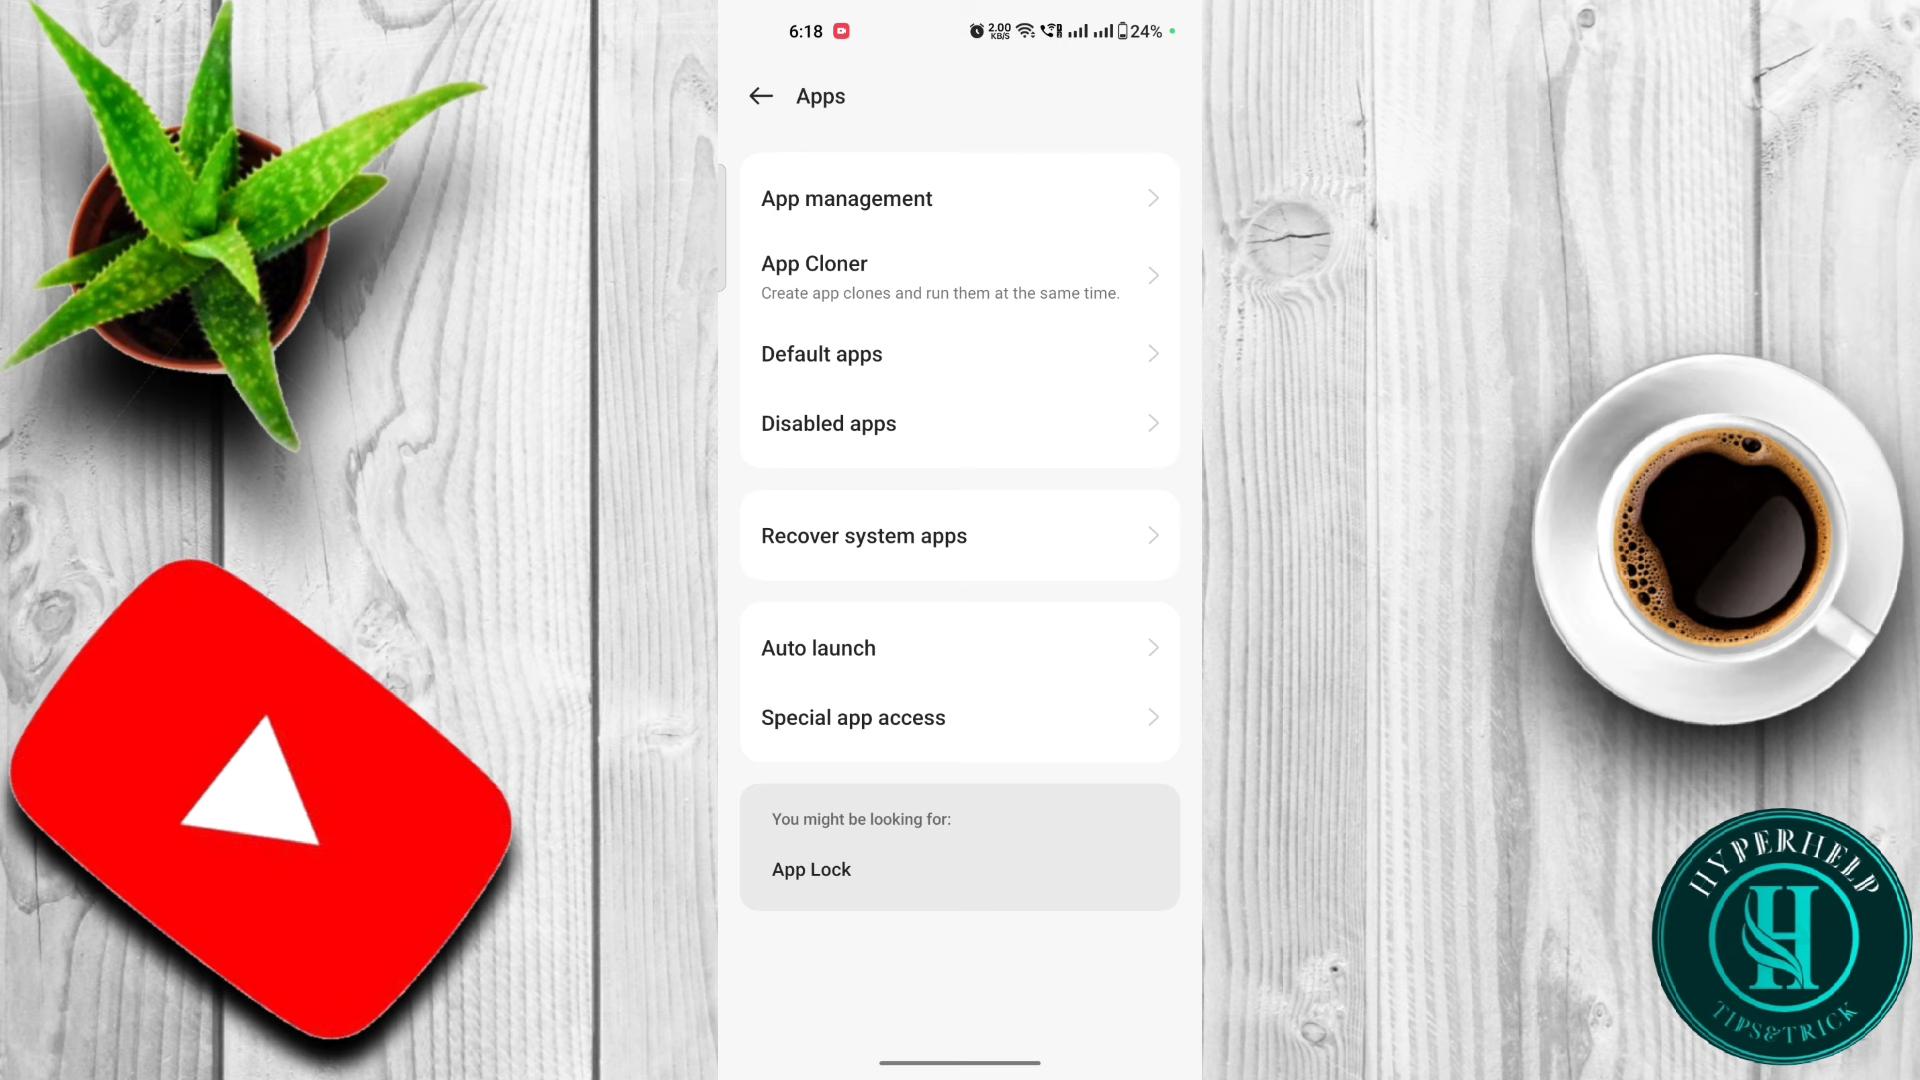 6:18
2.00
KB/S
24%
Apps
App management
App Cloner
Create app clones and run them at the same time.
Default apps
Disabled apps
Recover system apps
Auto launch
Special app access
You might be looking for:
App Lock
HYPERHELP
H
TIPS&TRICK